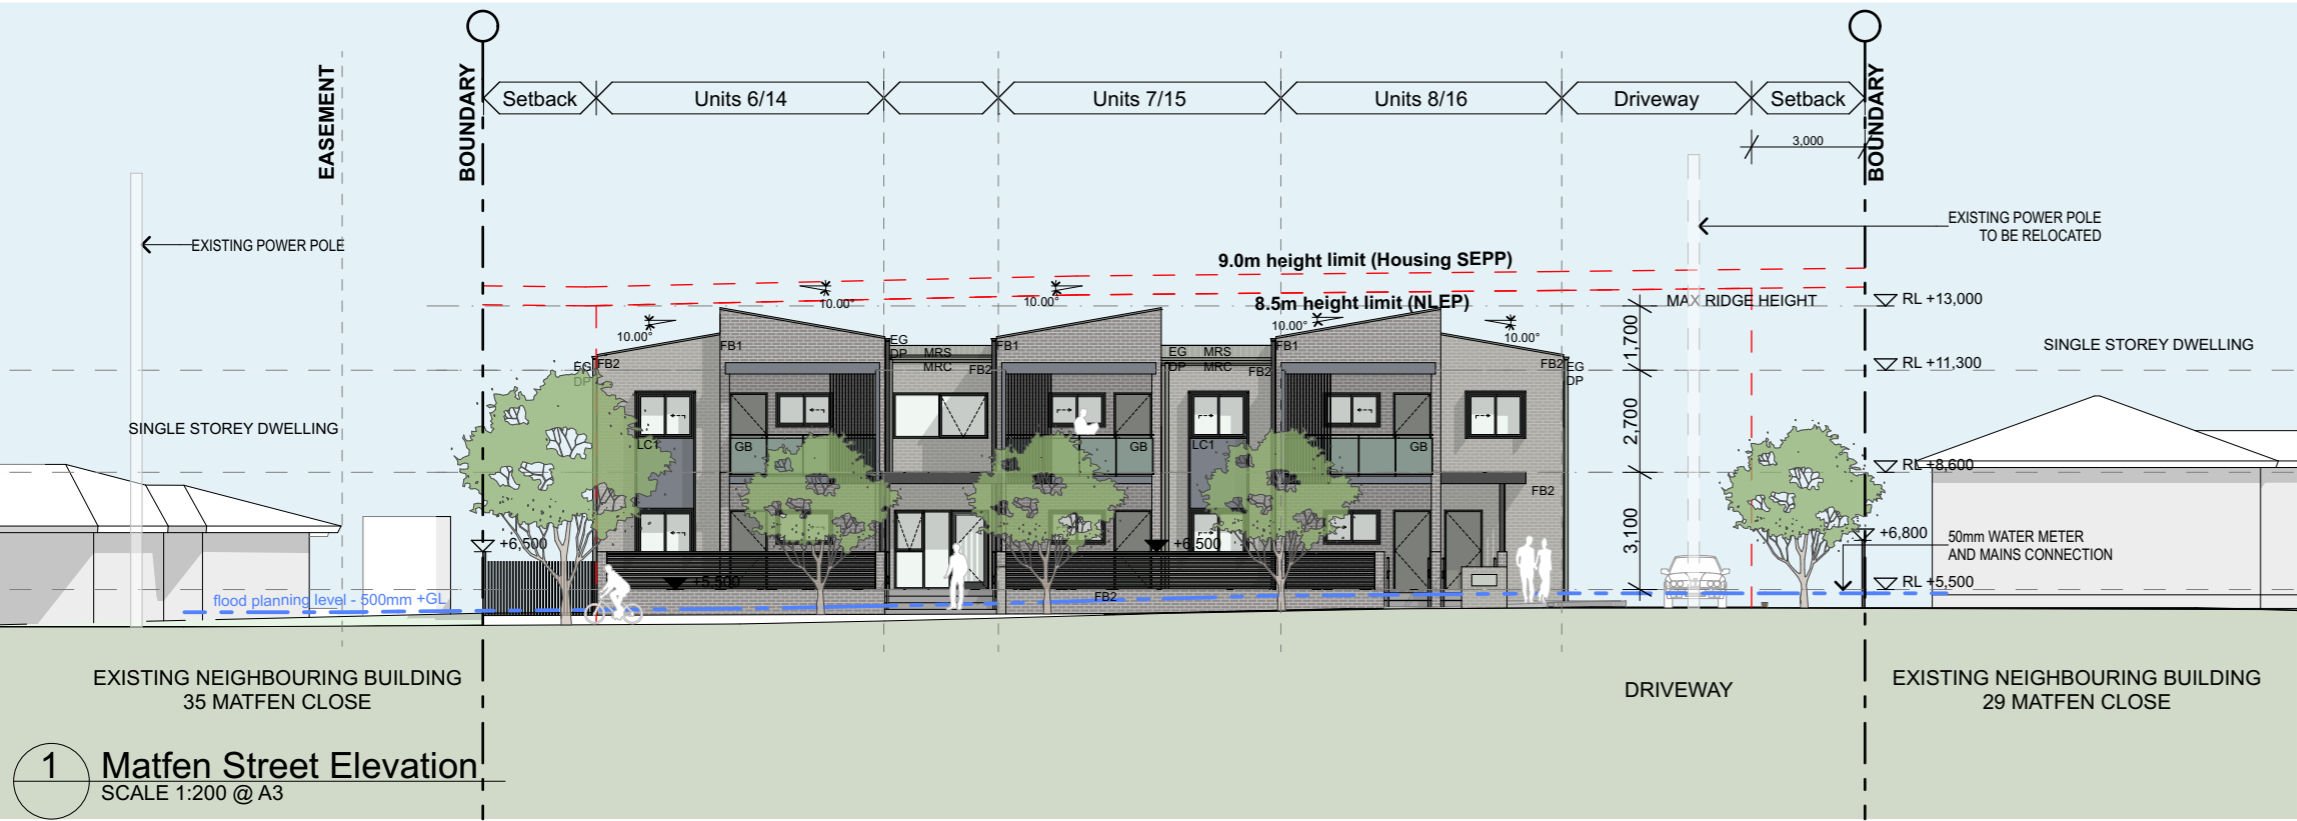 EASEMENT
BOUNDARY
Setback
Units 6/14
Units 7/15
Units 8/16
Driveway
Setback
BOUNDARY
3,000
EXISTING POWER POLE
EXISTING POWER POLE
TO BE RELOCATED
9.0m height limit (Housing SEPP)
8.5m height limit (NLEP)
MAX RIDGE HEIGHT
RL +13,000
10.00°
10.00°
10.00°
10.00°
10.00°
1,700
FB1
EG
DP
MRS
MRC
FB2
FB1
EG
DP
MRS
MRC
FB2
FB1
EG
DP
FB2
FB2
EG
DP
SINGLE STOREY DWELLING
RL +11,300
2,700
SINGLE STOREY DWELLING
LC1
GB
GB
LC1
GB
RL +8,600
FB2
3,100
+6,500
+6,500
+6,800
50mm WATER METER
AND MAINS CONNECTION
+5,500
RL +5,500
flood planning level - 500mm +GL
FB2
EXISTING NEIGHBOURING BUILDING
35 MATFEN CLOSE
DRIVEWAY
EXISTING NEIGHBOURING BUILDING
29 MATFEN CLOSE
1
Matfen Street Elevation
SCALE 1:200 @ A3